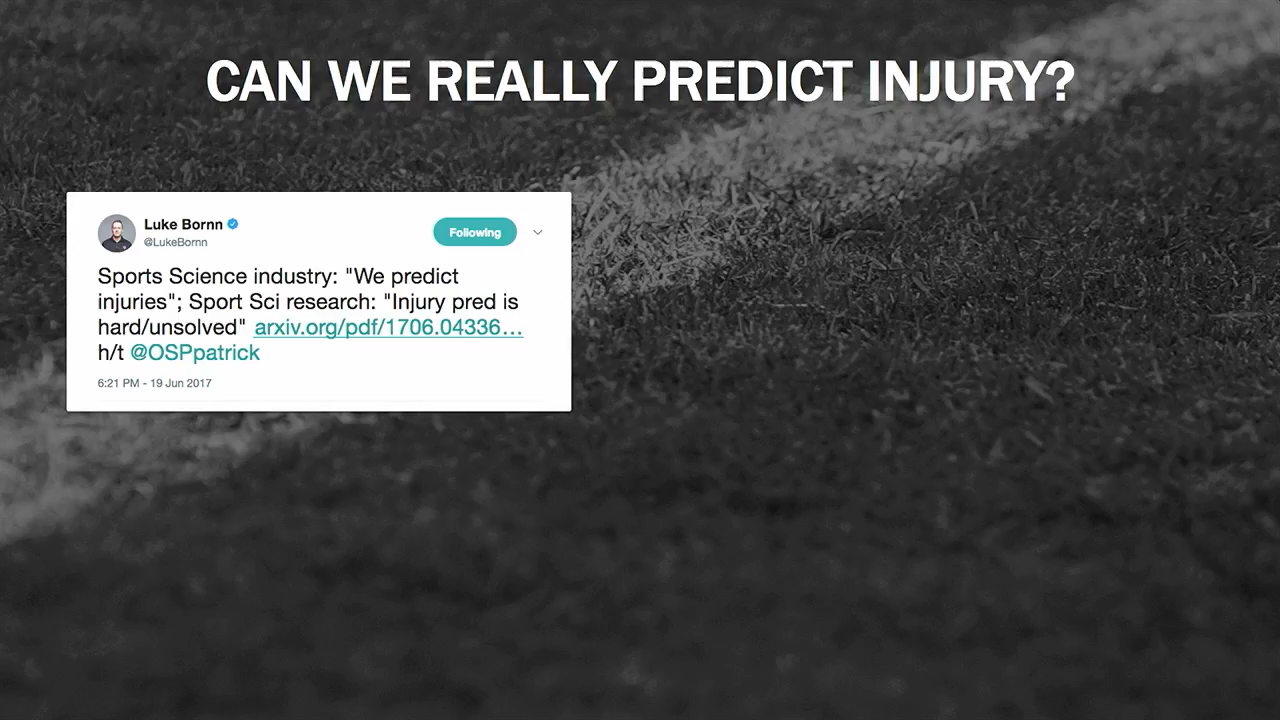 CAN WE REALLY PREDICT INJURY?
Luke Bornn
@LukeBornn
Following
Sports Science industry: "We predict
injuries"; Sport Sci research: "Injury pred is
hard/unsolved" arxiv.org/pdf/1706.04336…
h/t @OSPpatrick
6:21 PM - 19 Jun 2017